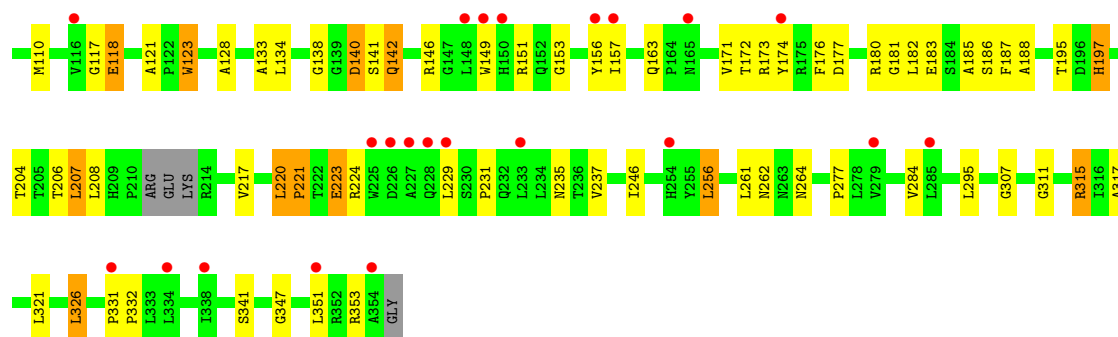 M110 V116 G117 E118 A121 P122 W123 A128 A133 L134 G138 G139 D140 S141 Q142 R146 G147 L148 W149 H150 R151 Q152 G153 Y156 I157 Q163 P164 N165 V171 T172 R173 Y174 R175 F176 D177 R180 G181 L182 E183 S184 A185 S186 F187 A188 T195 D196 H197
T204 T205 T206 L207 L208 H209 P210 ARG GLU LYS R214 V217 L220 P221 T222 E223 R224 W225 D226 A227 Q228 L229 S230 P231 Q232 L233 L234 N235 T236 V237 I246 H254 Y255 L256 L261 N262 N263 N264 P277 L278 V279 V284 L285 L295 G307 G311 R315 I316 A317
L321 L326 P331 P332 L333 L334 I338 S341 G347 L351 R352 R353 A354 GLY